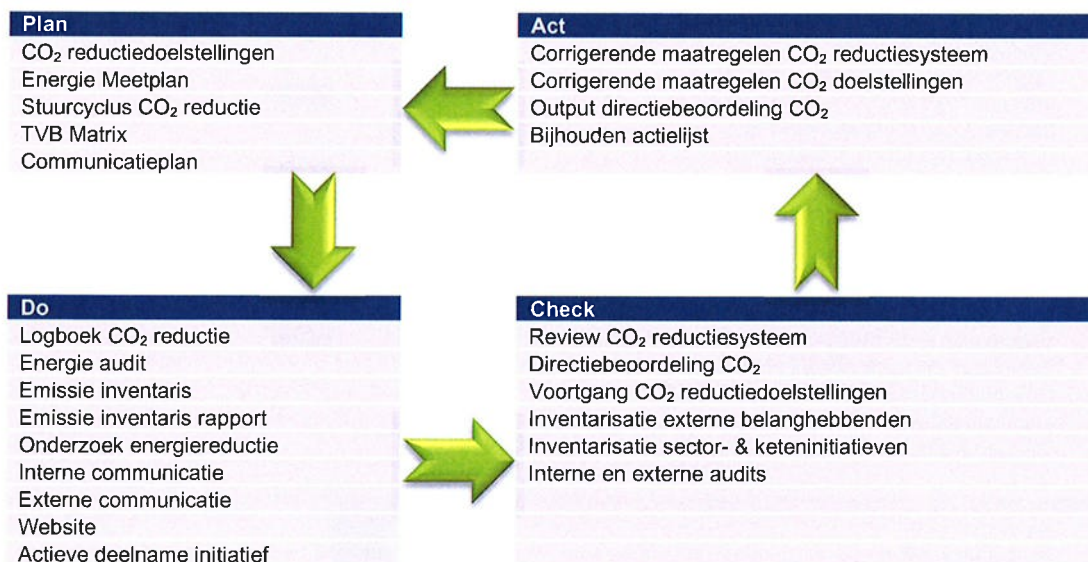 Plan
CO₂ reductiedoelstellingen
Energie Meetplan
Stuurcyclus CO₂ reductie
TVB Matrix
Communicatieplan
Act
Corrigerende maatregelen CO₂ reductiesysteem
Corrigerende maatregelen CO₂ doelstellingen
Output directiebeoordeling CO₂
Bijhouden actielijst
Do
Logboek CO₂ reductie
Energie audit
Emissie inventaris
Emissie inventaris rapport
Onderzoek energiereductie
Interne communicatie
Externe communicatie
Website
Actieve deelname initiatief
Check
Review CO₂ reductiesysteem
Directiebeoordeling CO₂
Voortgang CO₂ reductiedoelstellingen
Inventarisatie externe belanghebbenden
Inventarisatie sector- & keteninitiatieven
Interne en externe audits